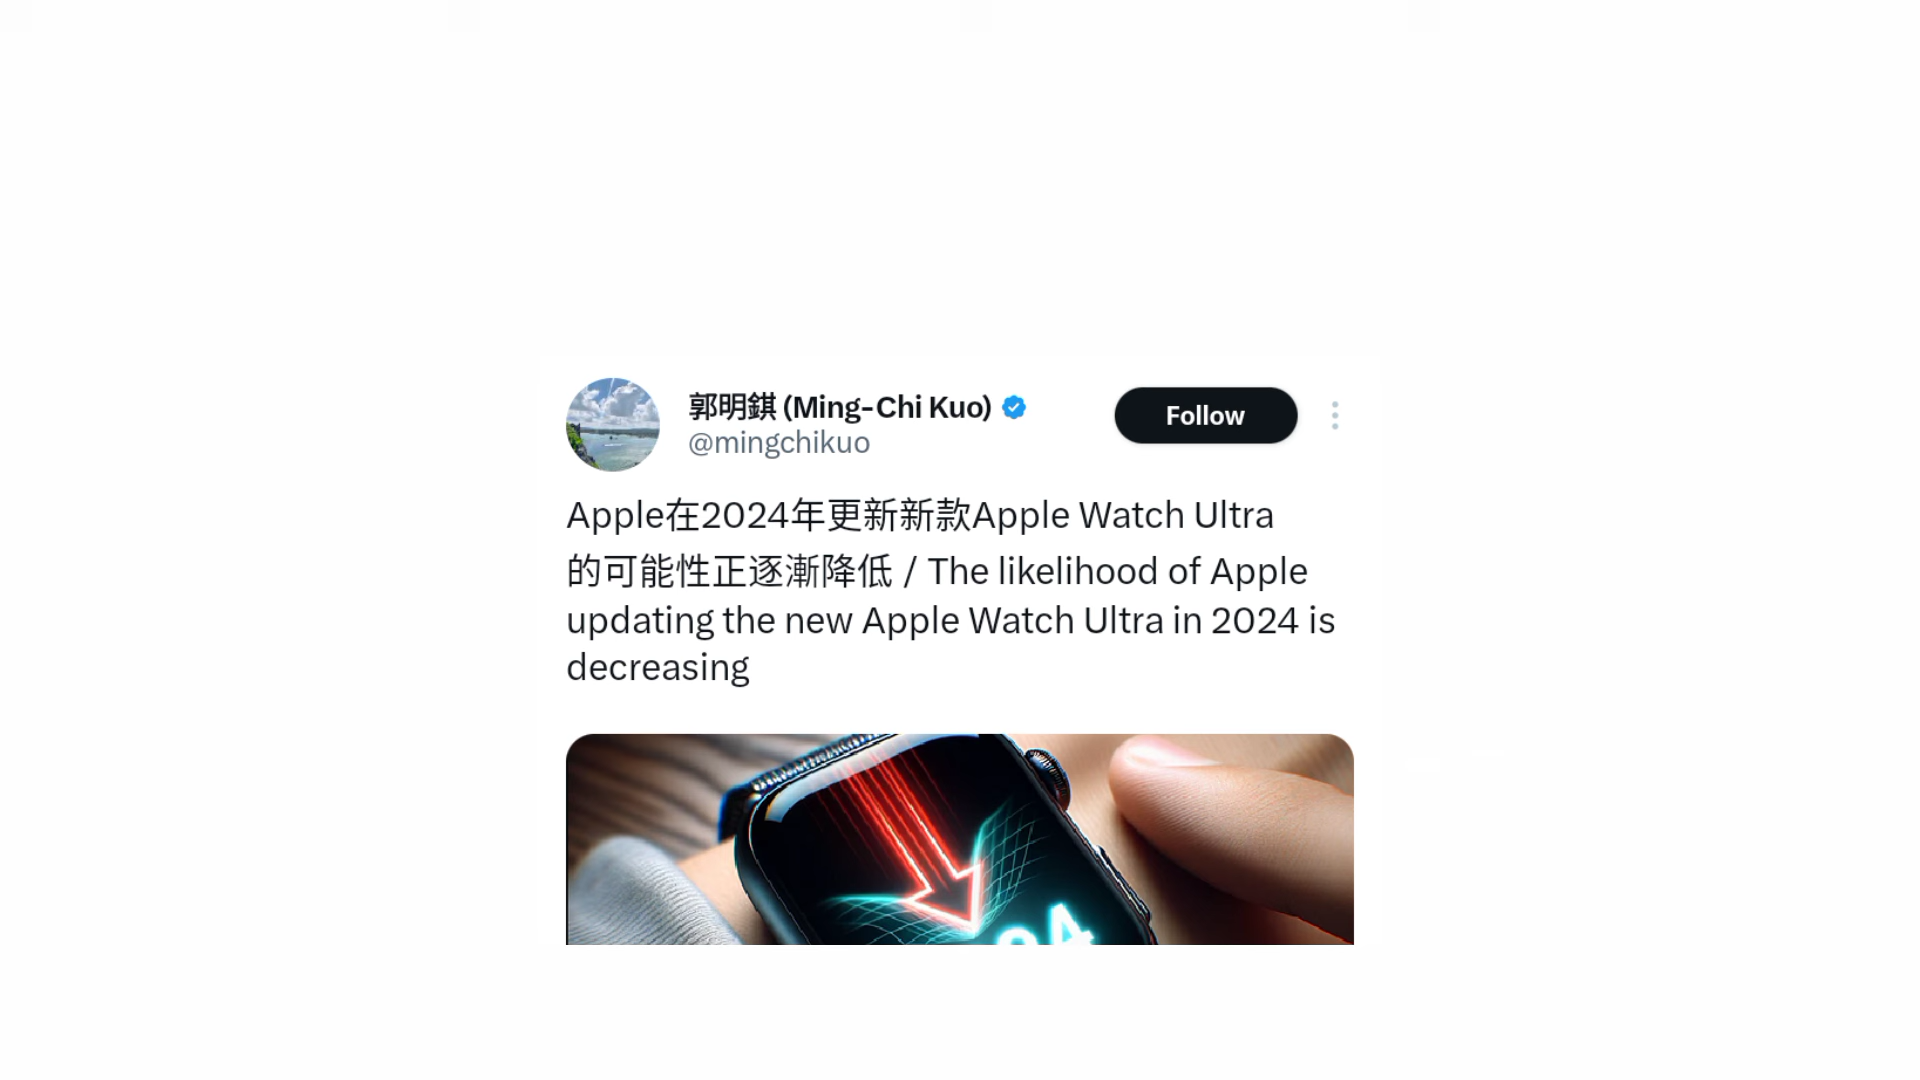 郭明錤 (Ming-Chi Kuo)
@mingchikuo
Follow
Apple在2024年更新新款Apple Watch Ultra
的可能性正逐漸降低 / The likelihood of Apple
updating the new Apple Watch Ultra in 2024 is
decreasing
24